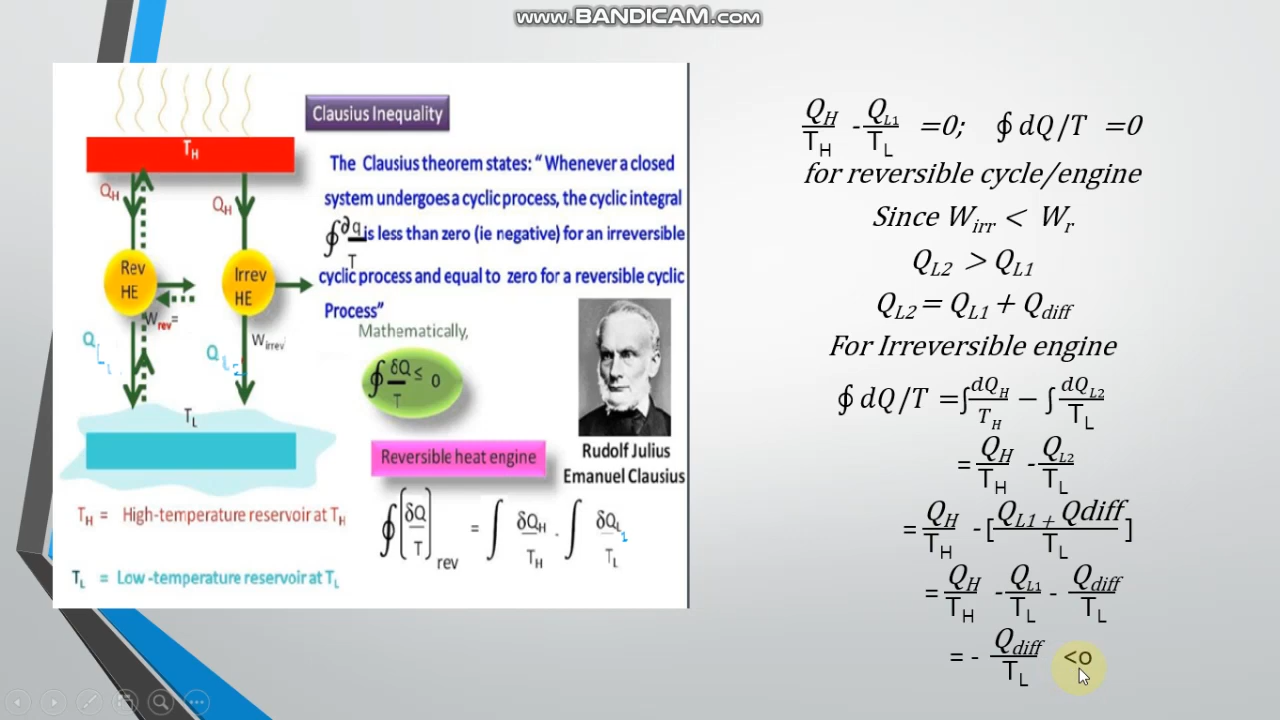 www.BANDICAM.com
Clausius Inequality
T_H
The Clausius theorem states: “ Whenever a closed
system undergoes a cyclic process, the cyclic integral
∮ ∂q/T is less than zero (ie negative) for an irreversible
cyclic process and equal to zero for a reversible cyclic
Process”
Q_H
Q_H
Rev
HE
Irrev
HE
W_rev=
W_irrev
Q_L1
Q_L2
T_L
Mathematically,
∮ δQ/T ≤ 0
Rudolf Julius
Emanuel Clausius
Reversible heat engine
∮ [δQ/T]_rev = ∫ δQ_H/T_H - ∫ δQ_L1/T_L
T_H = High-temperature reservoir at T_H
T_L = Low -temperature reservoir at T_L
Q_H/T_H - Q_L1/T_L =0; ∮ dQ/T =0
for reversible cycle/engine
Since W_irr < W_r
Q_L2 > Q_L1
Q_L2 = Q_L1 + Q_diff
For Irreversible engine
∮ dQ/T = ∫ dQ_H/T_H − ∫ dQ_L2/T_L
= Q_H/T_H - Q_L2/T_L
= Q_H/T_H - [Q_L1 + Qdiff/T_L]
= Q_H/T_H - Q_L1/T_L - Q_diff/T_L
= - Q_diff/T_L <o